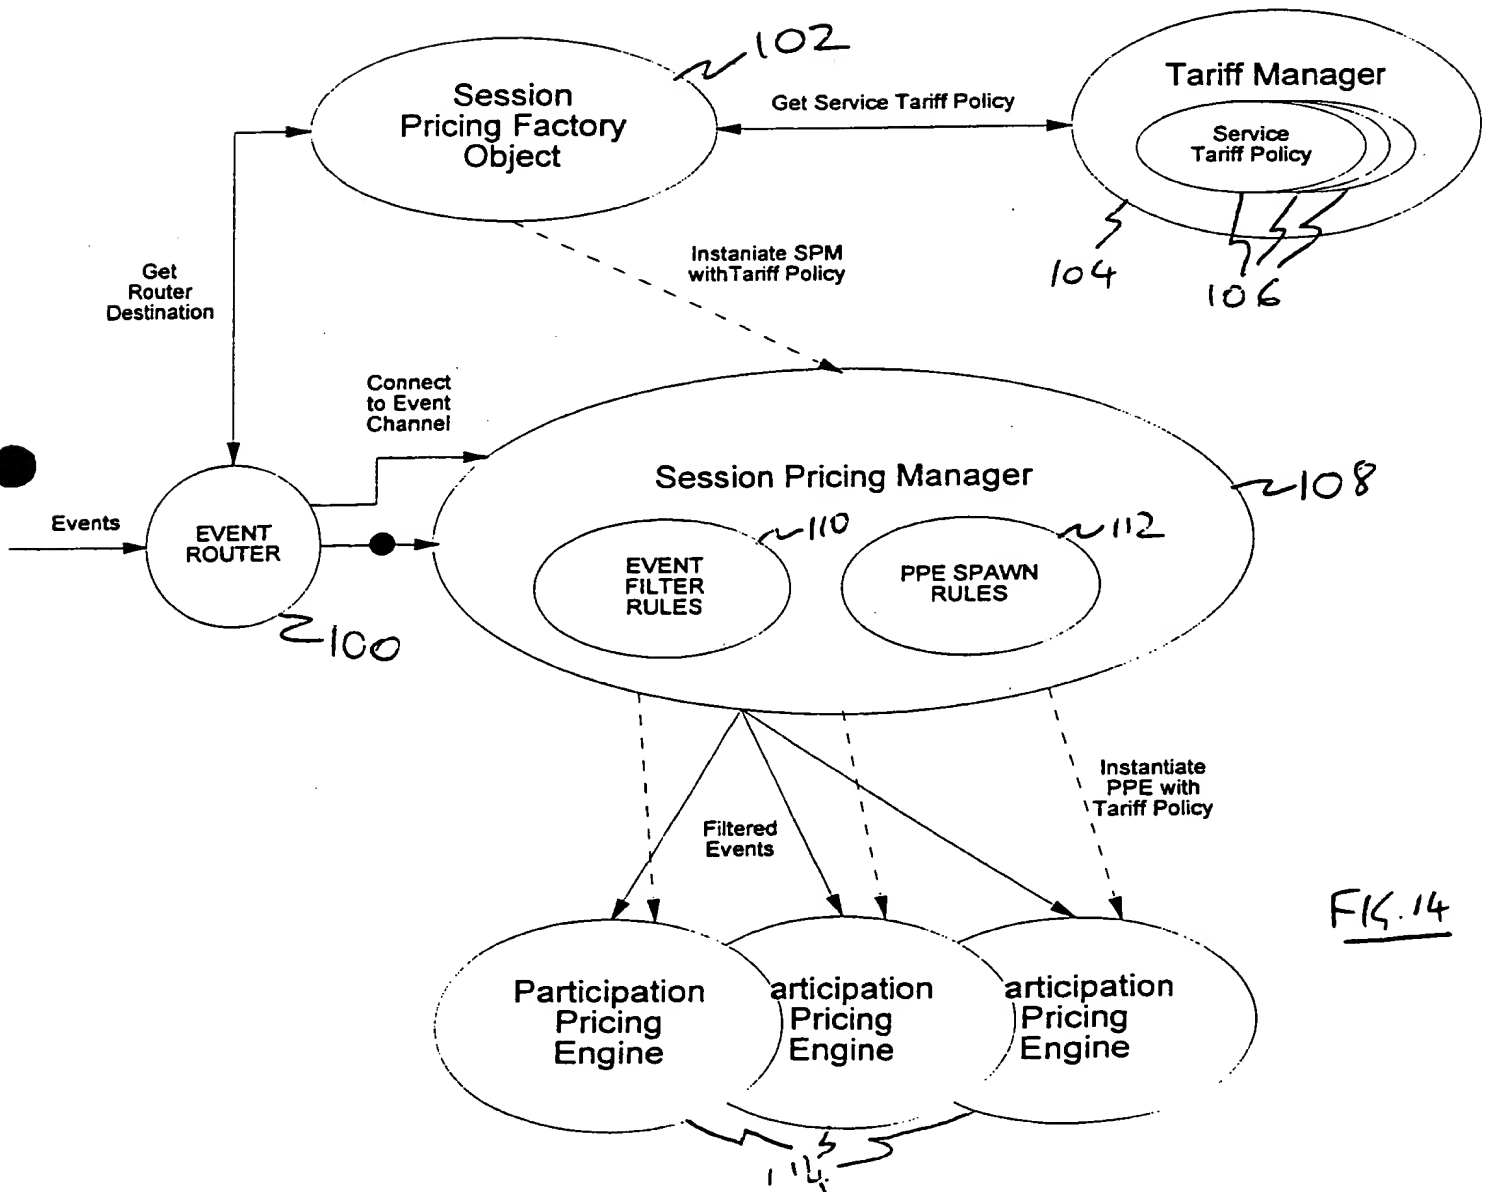 102
Session
Pricing Factory
Object
Get Service Tariff Policy
Tariff Manager
Service
Tariff Policy
104
106
Instaniate SPM
with Tariff Policy
Get
Router
Destination
Connect
to Event
Channel
Session Pricing Manager
108
Events
EVENT
ROUTER
100
110
EVENT
FILTER
RULES
112
PPE SPAWN
RULES
Instantiate
PPE with
Tariff Policy
Filtered
Events
FIG. 14
Participation
Pricing
Engine
articipation
Pricing
Engine
articipation
Pricing
Engine
114